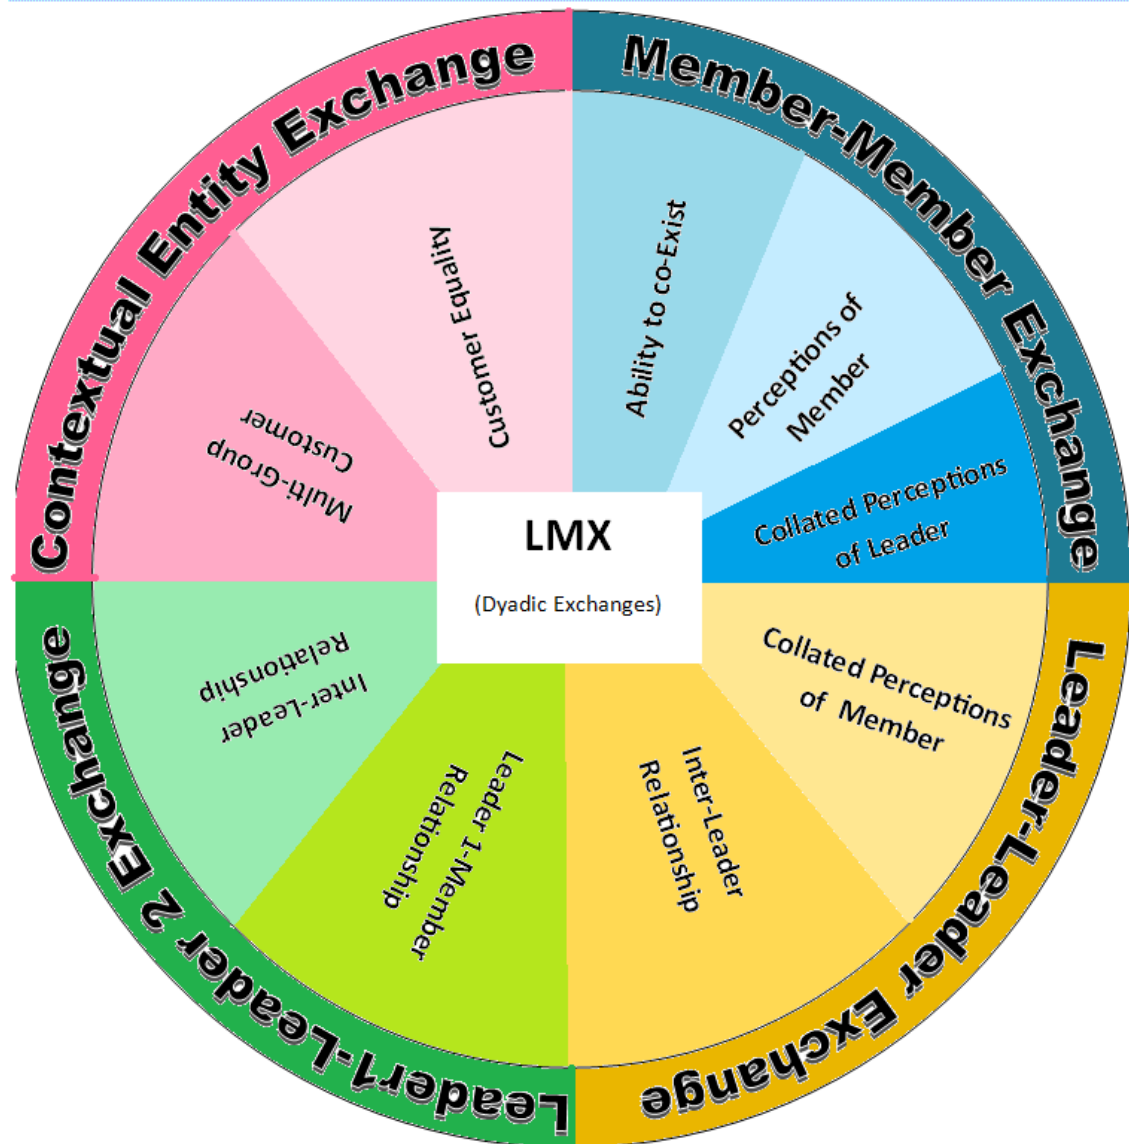 Contextual Entity Exchange
Member-Member Exchange
Customer Equality
Ability to co-Exist
Perceptions of
Member
Multi-Group
Customer
Collated Perceptions
of Leader
LMX
(Dyadic Exchanges)
Inter-Leader
Relationship
Collated Perceptions
of Member
Leader 1-Member
Relationship
Inter-Leader
Relationship
Leader1-Leader 2 Exchange
Leader-Leader Exchange